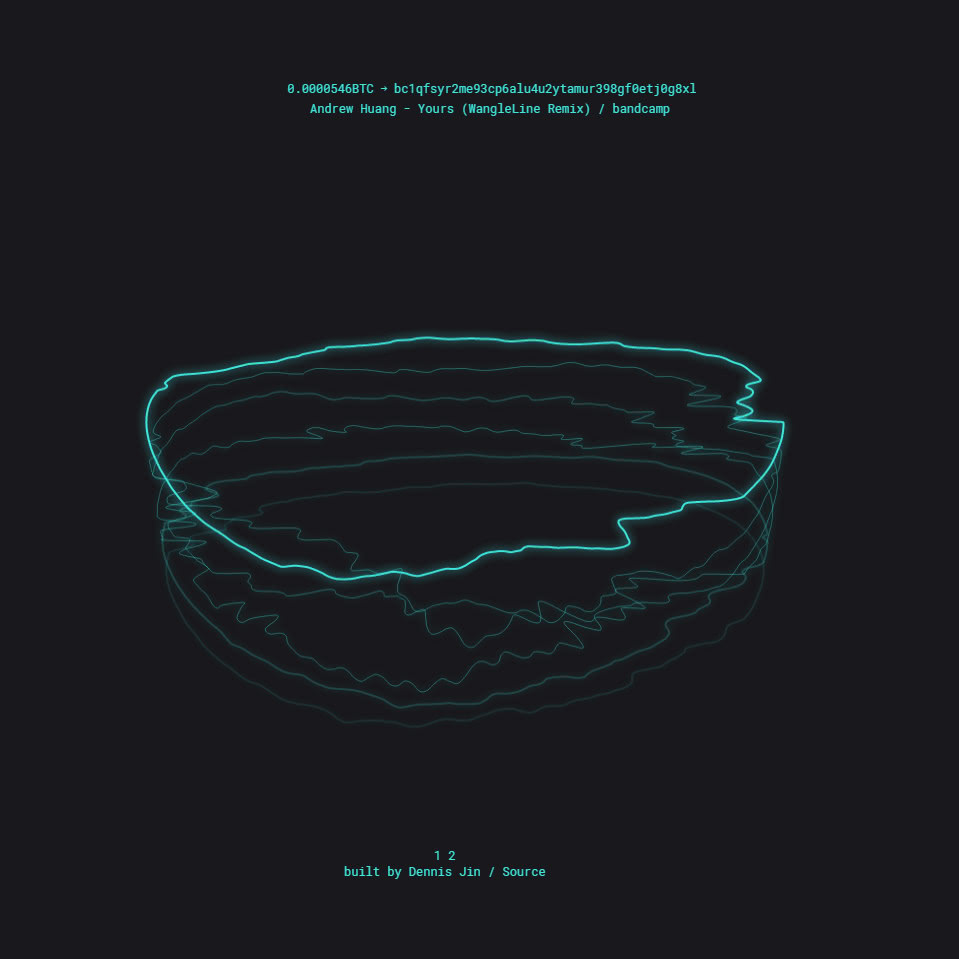 0.0000546BTC → bc1qfsyr2me93cp6alu4u2ytamur398gf0etj0g8xl
Andrew Huang - Yours (WangleLine Remix) / bandcamp
1 2
built by Dennis Jin / Source